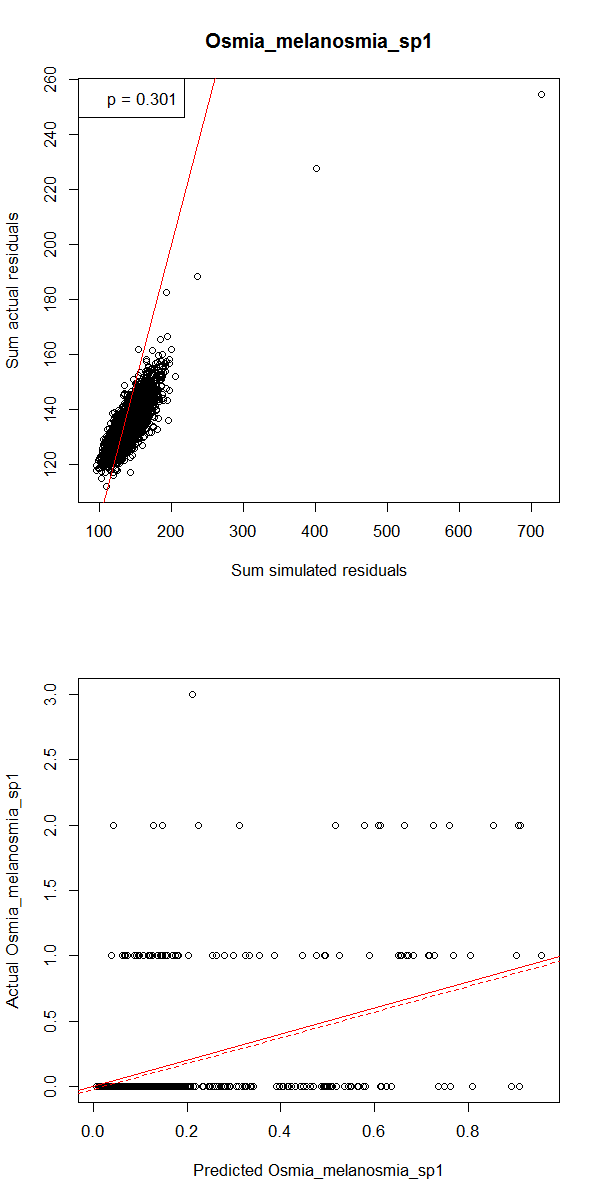 Osmia_melanosmia_sp1
p = 0.301
Sum actual residuals
260
240
220
200
180
160
140
120
100 200 300 400 500 600 700
Sum simulated residuals
Actual Osmia_melanosmia_sp1
3.0
2.5
2.0
1.5
1.0
0.5
0.0
0.0 0.2 0.4 0.6 0.8
Predicted Osmia_melanosmia_sp1